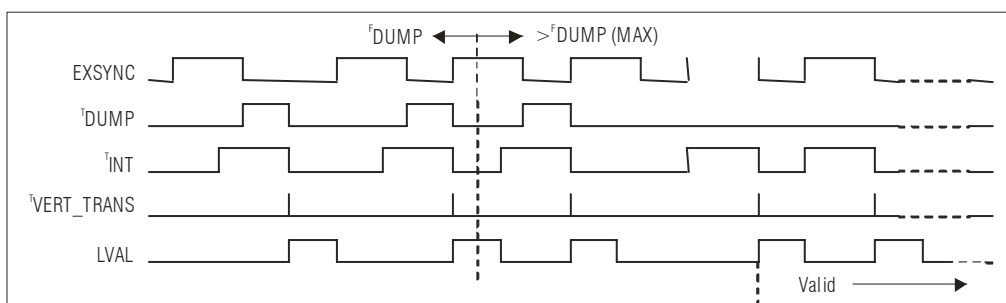 ᶠDUMP >ᶠDUMP (MAX)
EXSYNC
ᵀDUMP
ᵀINT
ᵀVERT_TRANS
LVAL
Valid